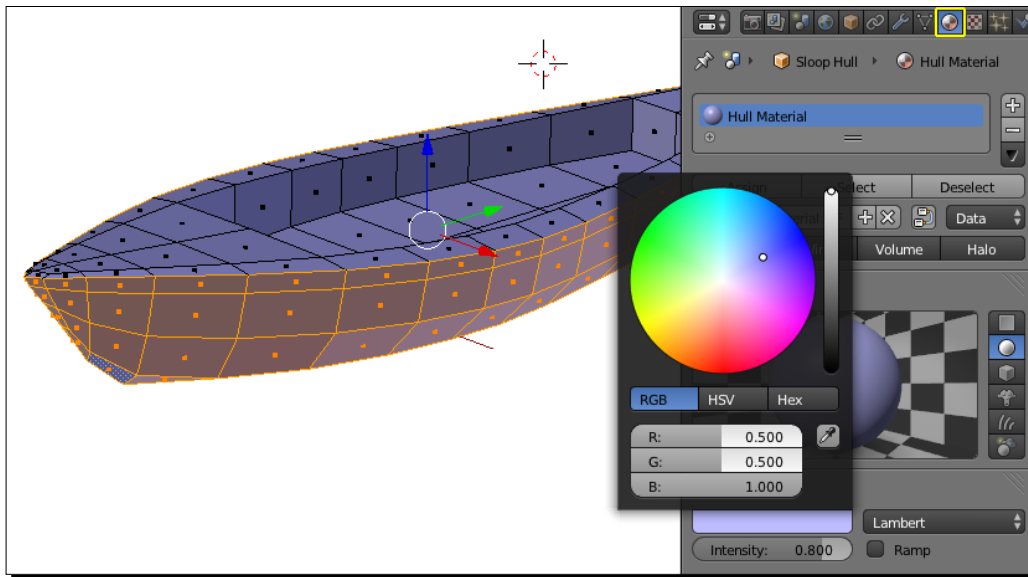 Sloop Hull
Hull Material
Hull Material
Select
Deselect
Data
Volume
Halo
RGB
HSV
Hex
R: 0.500
G: 0.500
B: 1.000
Lambert
Intensity: 0.800
Ramp